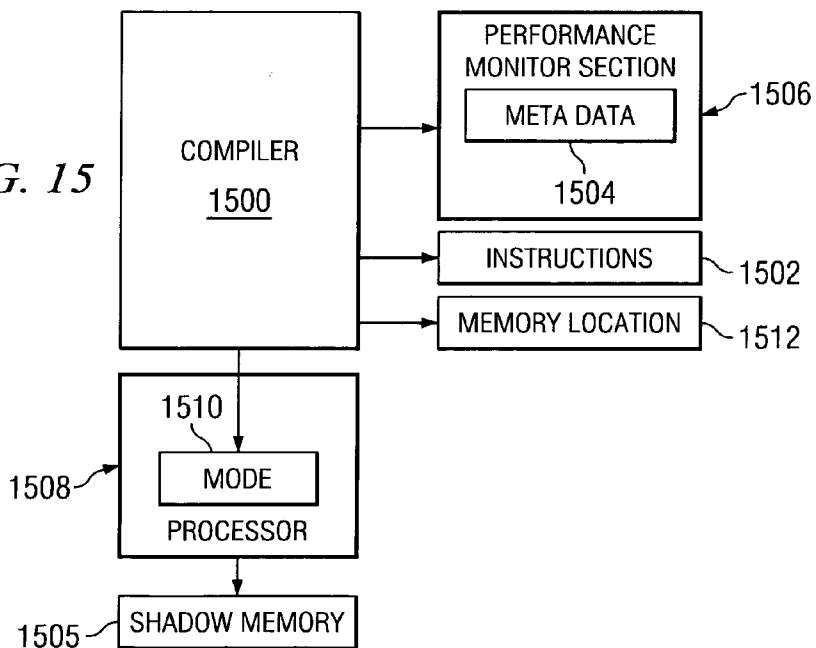 G. 15
COMPILER
1500
PERFORMANCE
MONITOR SECTION
META DATA
1504
1506
INSTRUCTIONS
1502
MEMORY LOCATION
1512
1510
MODE
PROCESSOR
1508
SHADOW MEMORY
1505